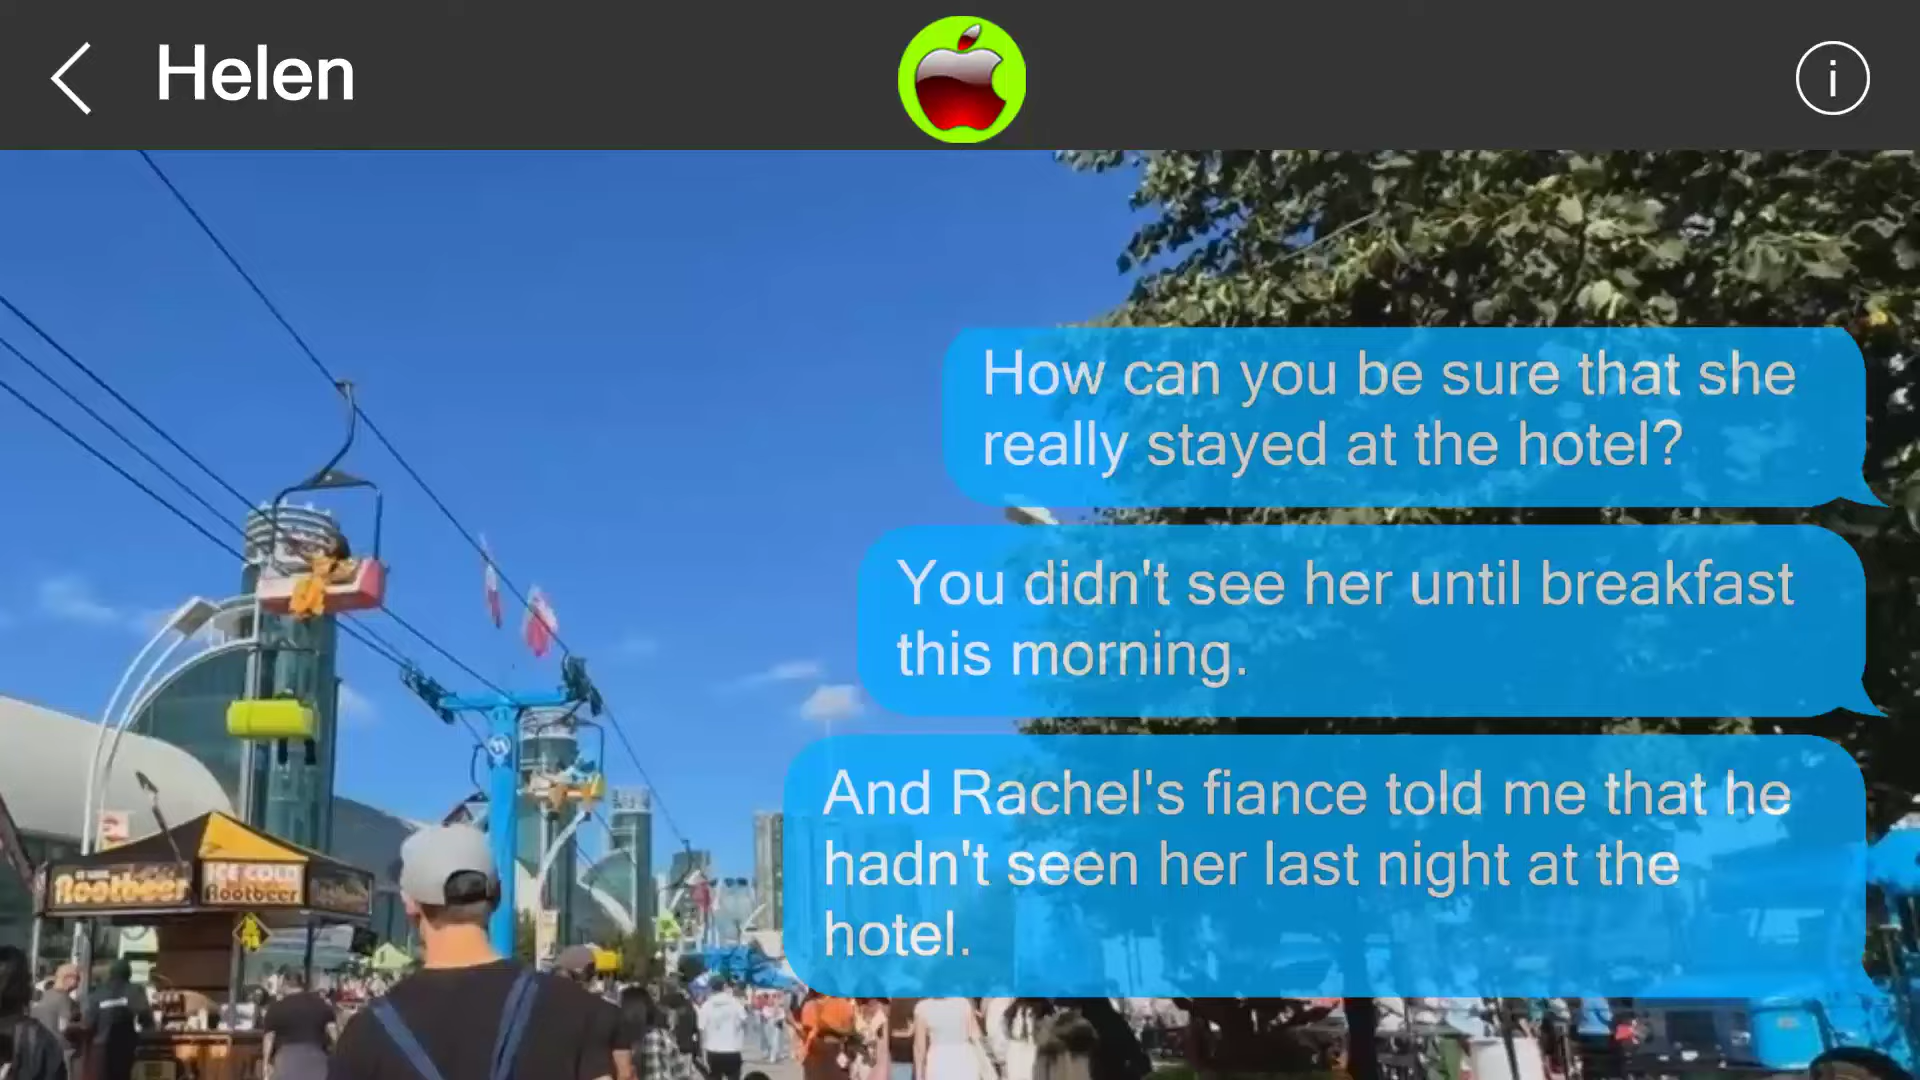 Helen
How can you be sure that she
really stayed at the hotel?
You didn't see her until breakfast
this morning.
And Rachel's fiance told me that he
hadn't seen her last night at the
hotel.
Rootbeer
ICE COLD
Rootbeer